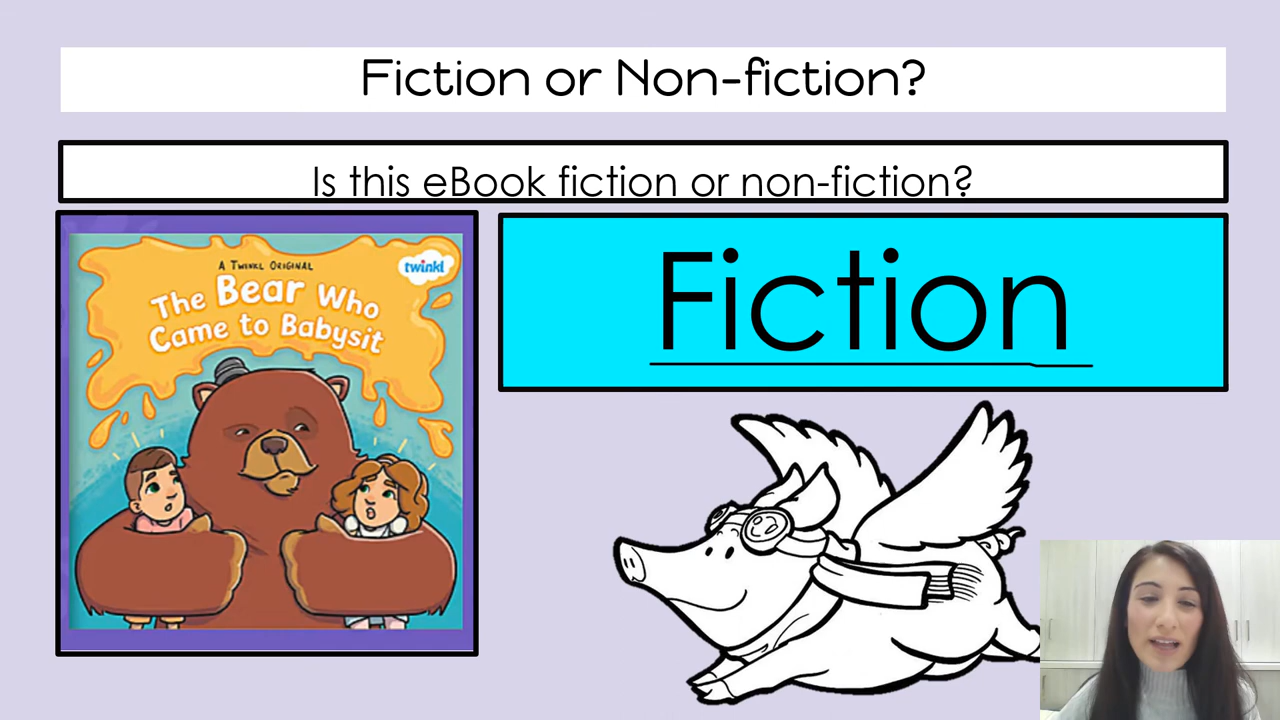 Fiction or Non-fiction?
Is this eBook fiction or non-fiction?
A TWINKL ORIGINAL
twinkl
The Bear Who
Came to Babysit
Fiction